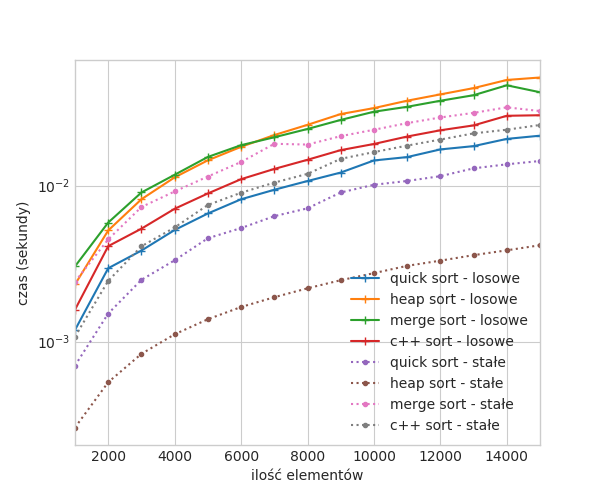 czas (sekundy)
10⁻²
10⁻³
2000 4000 6000 8000 10000 12000 14000
ilość elementów
quick sort - losowe
heap sort - losowe
merge sort - losowe
c++ sort - losowe
quick sort - stałe
heap sort - stałe
merge sort - stałe
c++ sort - stałe